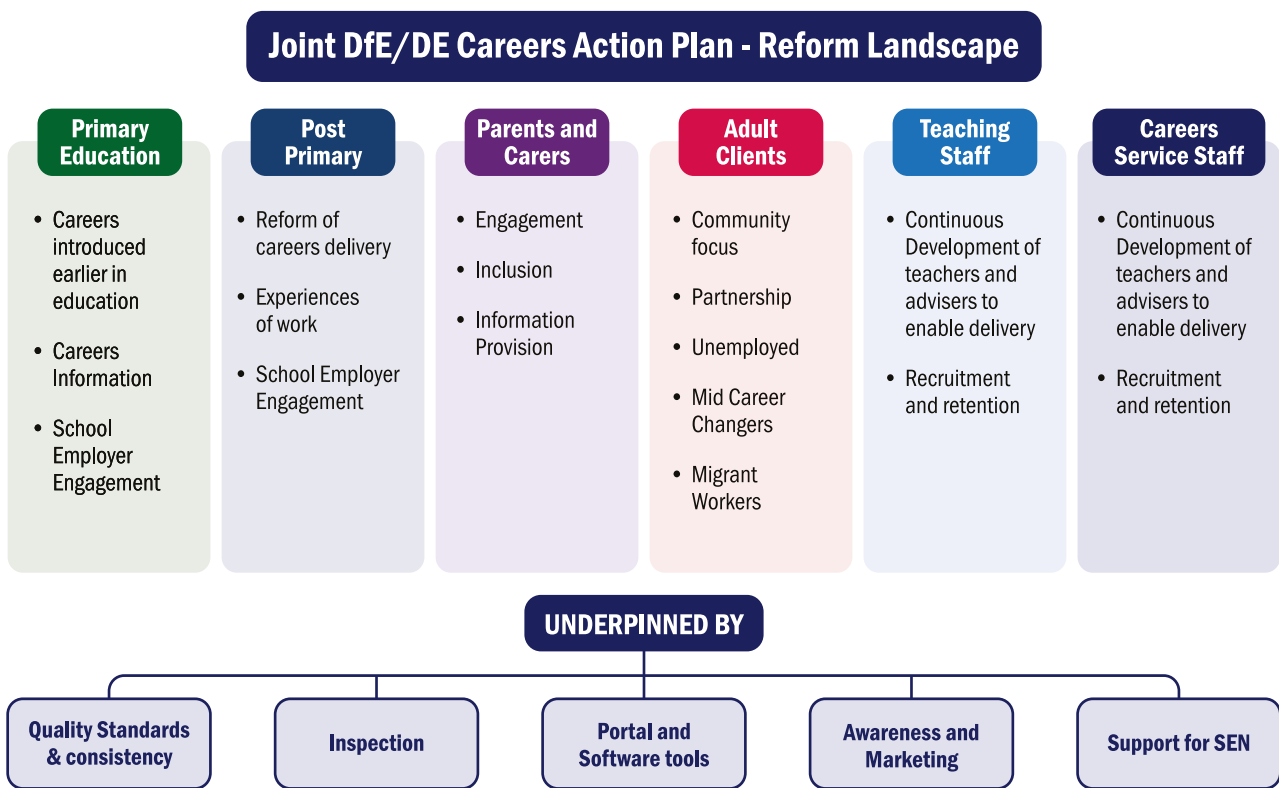 Joint DfE/DE Careers Action Plan - Reform Landscape
Primary
Education
• Careers
introduced
earlier in
education
• Careers
Information
• School
Employer
Engagement
Post
Primary
• Reform of
careers delivery
• Experiences
of work
• School Employer
Engagement
Parents and
Carers
• Engagement
• Inclusion
• Information
Provision
Adult
Clients
• Community
focus
• Partnership
• Unemployed
• Mid Career
Changers
• Migrant
Workers
Teaching
Staff
• Continuous
Development of
teachers and
advisers to
enable delivery
• Recruitment
and retention
Careers
Service Staff
• Continuous
Development of
teachers and
advisers to
enable delivery
• Recruitment
and retention
UNDERPINNED BY
Quality Standards
& consistency
Inspection
Portal and
Software tools
Awareness and
Marketing
Support for SEN